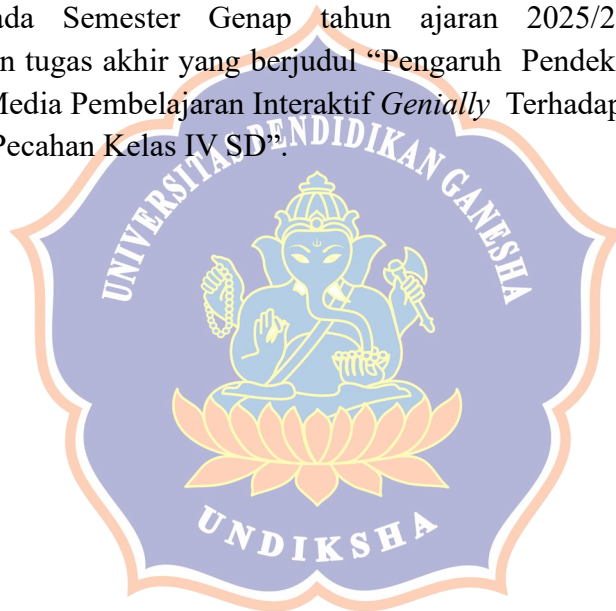 ada Semester Genap tahun ajaran 2025/2
n tugas akhir yang berjudul “Pengaruh Pendek
Media Pembelajaran Interaktif Genially Terhadap
Pecahan Kelas IV SD”.
UNIVERSITAS PENDIDIKAN GANESHA
UNDIKSHA